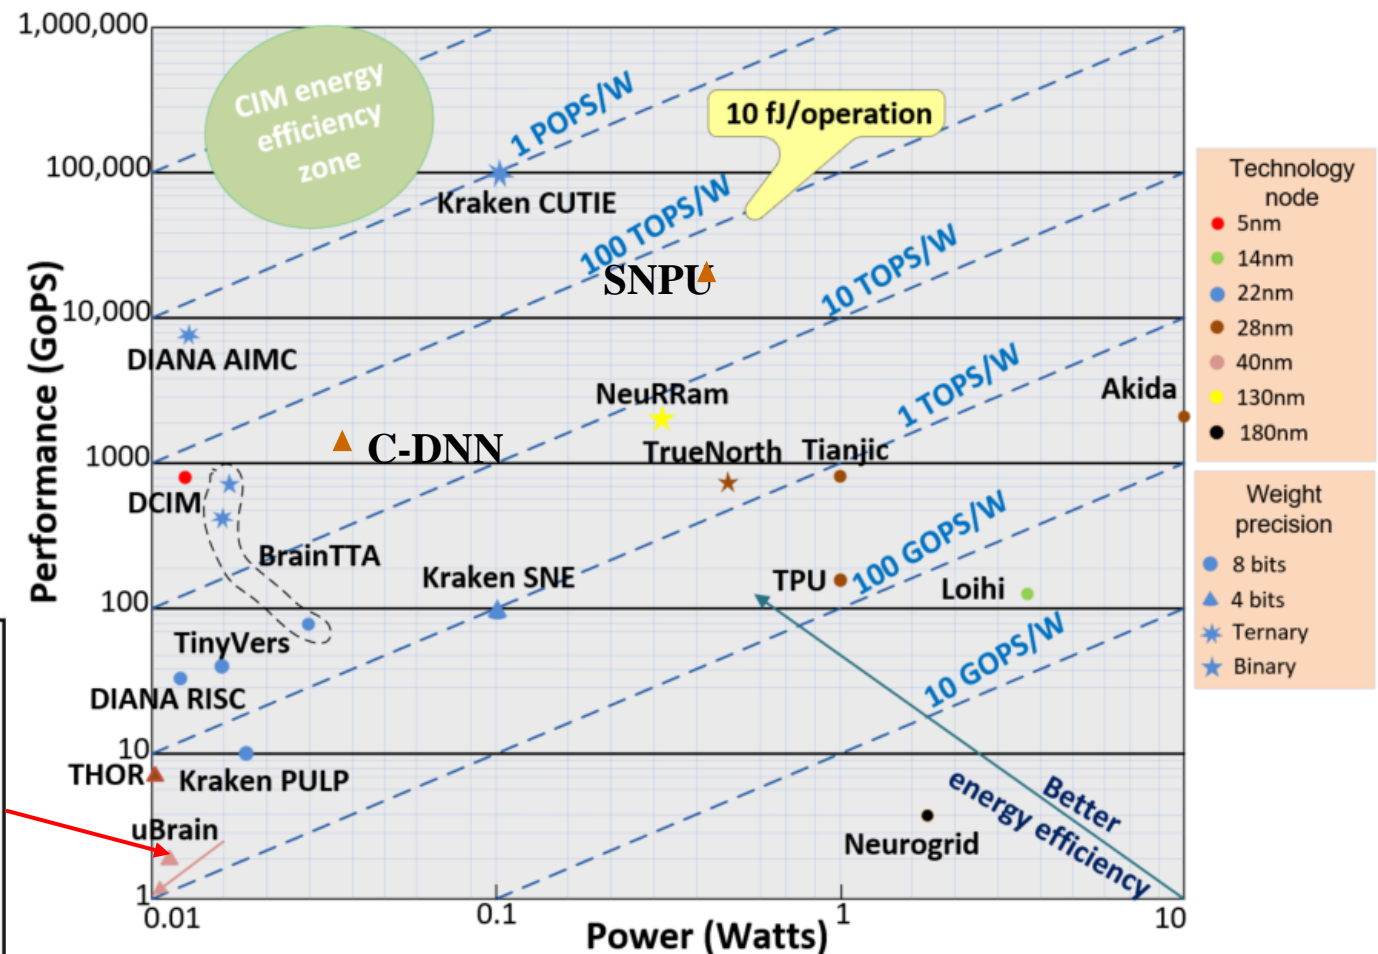 1,000,000
100,000
10,000
1000
100
10
1
Performance (GoPS)
0.01
0.1
1
10
Power (Watts)
CIM energy
efficiency
zone
1 POPS/W
10 fJ/operation
Kraken CUTIE
100 TOPS/W
SNPU
10 TOPS/W
DIANA AIMC
NeuRRam
1 TOPS/W
Akida
C-DNN
TrueNorth
Tianjic
DCIM
BrainTTA
Kraken SNE
TPU
100 GOPS/W
Loihi
TinyVers
10 GOPS/W
DIANA RISC
THOR
Kraken PULP
uBrain
Neurogrid
Better
energy efficiency
Technology
node
5nm
14nm
22nm
28nm
40nm
130nm
180nm
Weight
precision
8 bits
4 bits
Ternary
Binary